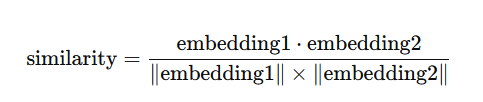 similarity = embedding1 · embedding2 / ‖embedding1‖ × ‖embedding2‖